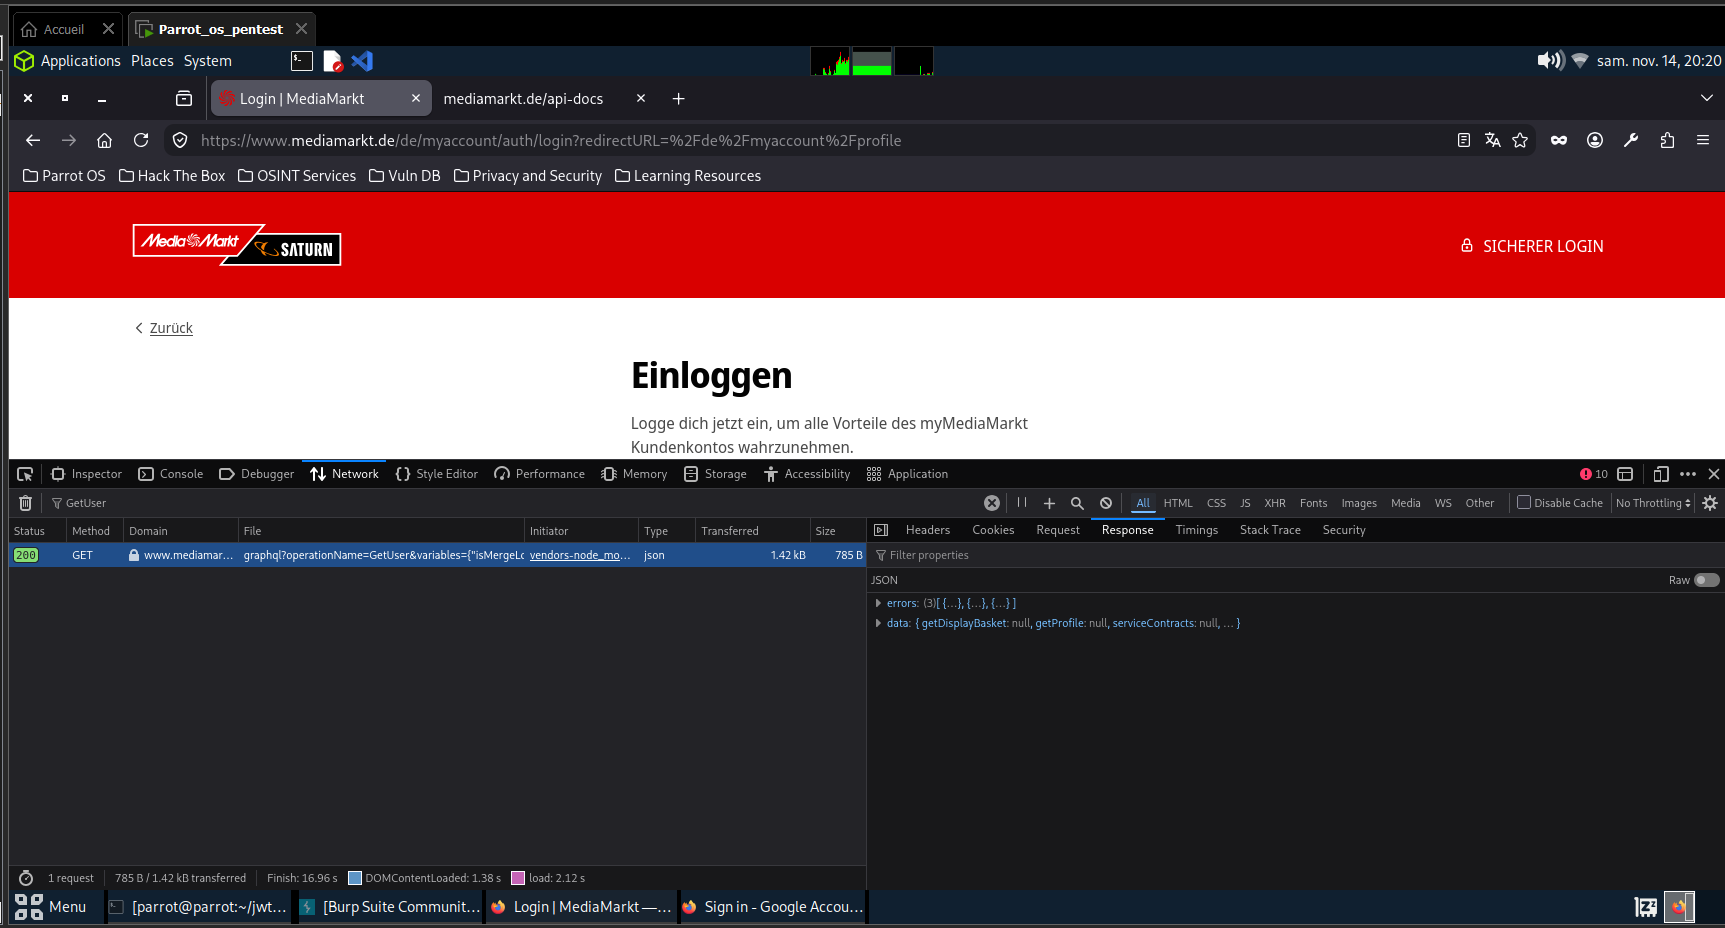 Accueil
Parrot_os_pentest
Applications Places System
sam. nov. 14, 20:20
Login | MediaMarkt
mediamarkt.de/api-docs
https://www.mediamarkt.de/de/myaccount/auth/login?redirectURL=%2Fde%2Fmyaccount%2Fprofile
Parrot OS Hack The Box OSINT Services Vuln DB Privacy and Security Learning Resources
Media Markt SATURN
SICHERER LOGIN
Zurück
Einloggen
Logge dich jetzt ein, um alle Vorteile des myMediaMarkt
Kundenkontos wahrzunehmen.
Inspector Console Debugger Network Style Editor Performance Memory Storage Accessibility Application 10
GetUser
All HTML CSS JS XHR Fonts Images Media WS Other Disable Cache No Throttling
Status Method Domain File Initiator Type Transferred Size
200 GET www.mediamar... graphql?operationName=GetUser&variables={"isMergeLo vendors-node_mo... json 1.42 kB 785 B
Headers Cookies Request Response Timings Stack Trace Security
Filter properties
JSON Raw
errors: (3)[ {...}, {...}, {...} ]
data: { getDisplayBasket: null, getProfile: null, serviceContracts: null, ... }
1 request 785 B / 1.42 kB transferred Finish: 16.96 s DOMContentLoaded: 1.38 s load: 2.12 s
Menu [parrot@parrot:~/jwt... [Burp Suite Communit... Login | MediaMarkt —... Sign in - Google Accou...